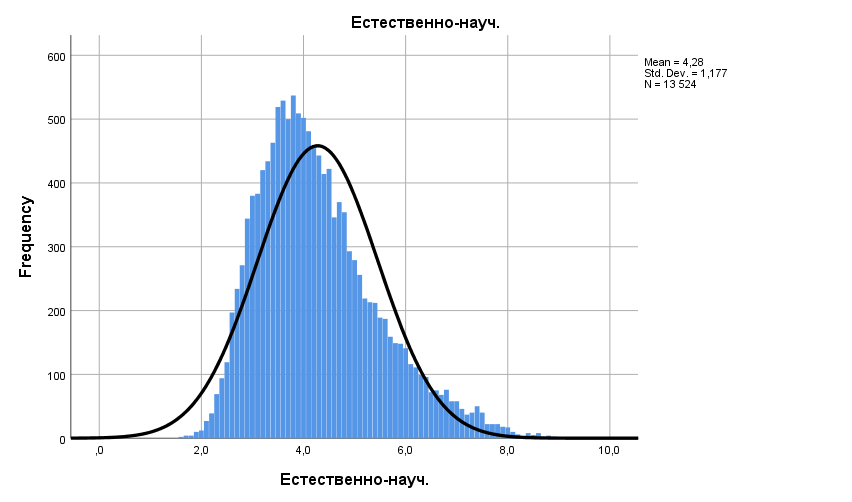 Естественно-науч.
Mean = 4,28
Std. Dev. = 1,177
N = 13 524
600
500
400
300
200
100
0
Frequency
,0
2,0
4,0
6,0
8,0
10,0
Естественно-науч.